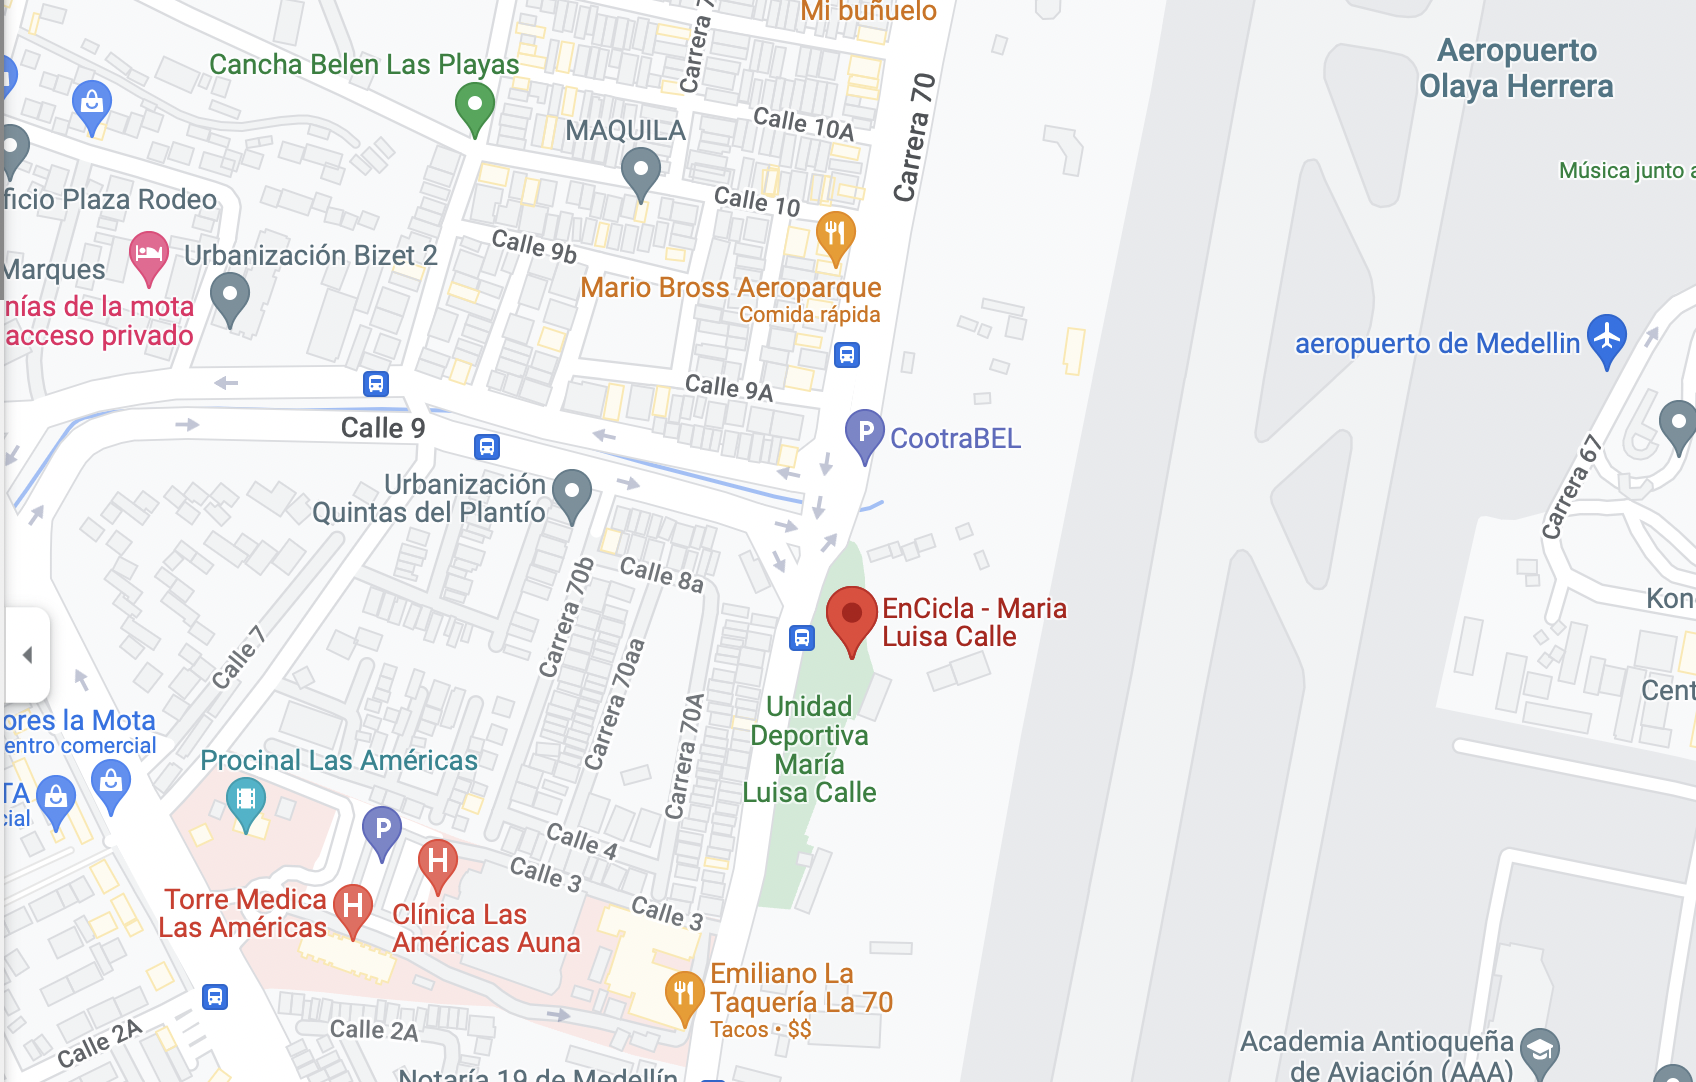 Mi buñuelo
Aeropuerto
Olaya Herrera
Cancha Belen Las Playas
Carrera 7
Carrera 70
Calle 10A
MAQUILA
Música junto a
ficio Plaza Rodeo
Calle 10
Calle 9b
Urbanización Bizet 2
Marques
Mario Bross Aeroparque
Comida rápida
nías de la mota
acceso privado
aeropuerto de Medellin
Calle 9A
Calle 9
P
CootraBEL
Carrera 67
Urbanización
Quintas del Plantío
Calle 8a
Carrera 70b
EnCicla - Maria
Luisa Calle
Kon
Calle 7
Carrera 70aa
Carrera 70A
Cent
Unidad
Deportiva
María
Luisa Calle
ores la Mota
entro comercial
Procinal Las Américas
TA
cial
P
Calle 4
H
Calle 3
H
Torre Medica
Las Américas
Clínica Las
Américas Auna
Calle 3
Emiliano La
Taquería La 70
Tacos • $$
Calle 2A
Calle 2A
Academia Antioqueña
de Aviación (AAA)
Notaría 19 de Medellín